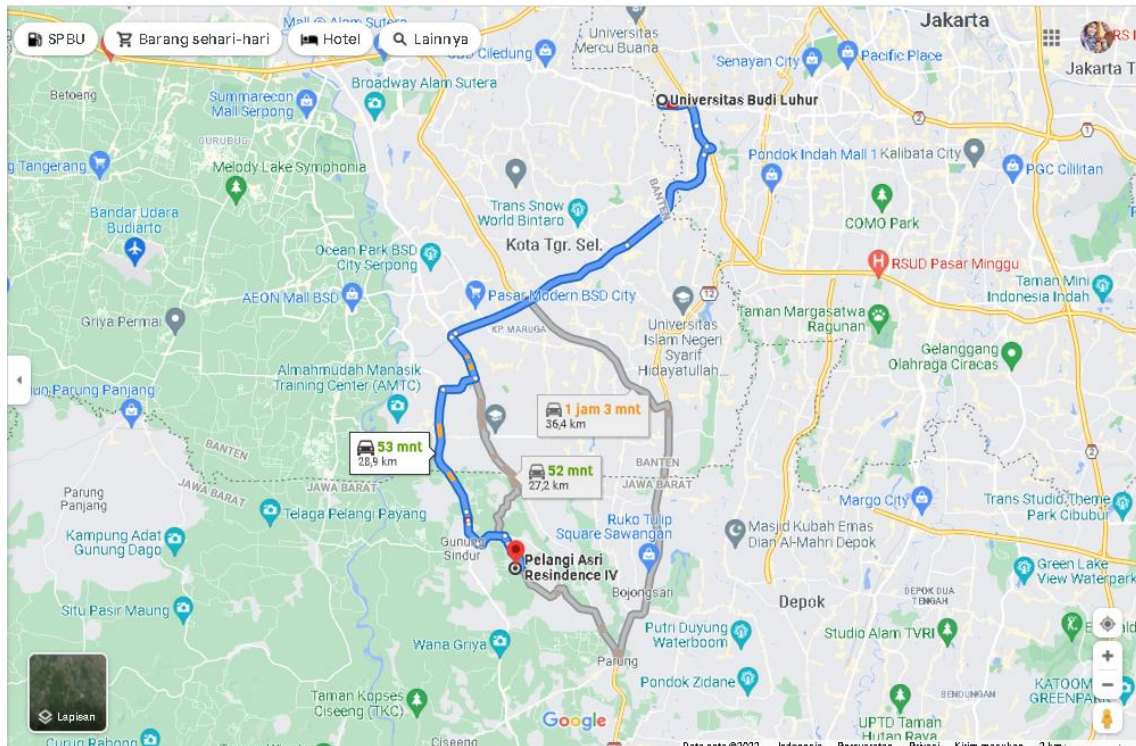 SPBU
Barang sehari-hari
Hotel
Lainnya
Jakarta
Universitas
Mercu Buana
Senayan City
Pacific Place
Jakarta T
Betoeng
Summarecon
Mall Serpong
Broadway Alam Sutera
Universitas Budi Luhur
GURUBUG
g Tangerang
Melody Lake Symphonia
Pondok Indah Mall 1
Kalibata City
PGC Cililitan
BANTEN
Bandar Udara
Budiarto
Trans Snow
World Bintaro
COMO Park
Kota Tgr. Sel.
Ocean Park BSD
City Serpong
RSUD Pasar Minggu
Taman Mini
Indonesia Indah
AEON Mall BSD
Pasar Modern BSD City
12
Griya Permai
KP. MARUGA
Universitas
Islam Negeri
Syarif
Hidayatullah...
Taman Margasatwa
Ragunan
Gelanggang
Olahraga Ciracas
Almahmudah Manasik
Training Center (AMTC)
un Parung Panjang
1 jam 3 mnt
36,4 km
53 mnt
28,9 km
52 mnt
27,2 km
BANTEN
JAWA BARAT
BANTEN
JAWA BARAT
JAWA BARAT
Parung
Panjang
Margo City
Trans Studio Theme
Park Cibubur
Telaga Pelangi Payang
Kampung Adat
Gunung Dago
Ruko Tulip
Square Sawangan
Masjid Kubah Emas
Dian Al-Mahri Depok
Gunung
Sindur
Pelangi Asri
Resindence IV
Green Lake
View Waterpark
Bojongsari
Depok
DEPOK DUA
TENGAH
Situ Pasir Maung
Wana Griya
Putri Duyung
Waterboom
Studio Alam TVRI
Parung
Pondok Zidane
Taman Kopses
Ciseeng (TKC)
BENDUNGAN
KATOOM
GREENPARK
Lapisan
Google
UPTD Taman
Hutan Raya
Curug Rabong
Ciseeng